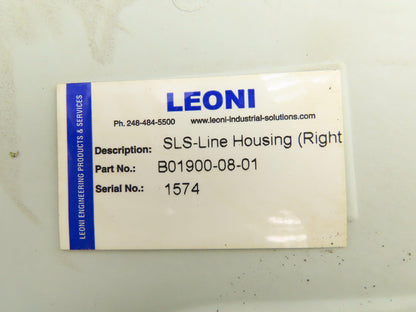 LEONI
Ph. 248-484-5500 www.leoni-industrial-solutions.com
Description: SLS-Line Housing (Right
Part No.: B01900-08-01
Serial No.: 1574
LEONI ENGINEERING PRODUCTS & SERVICES